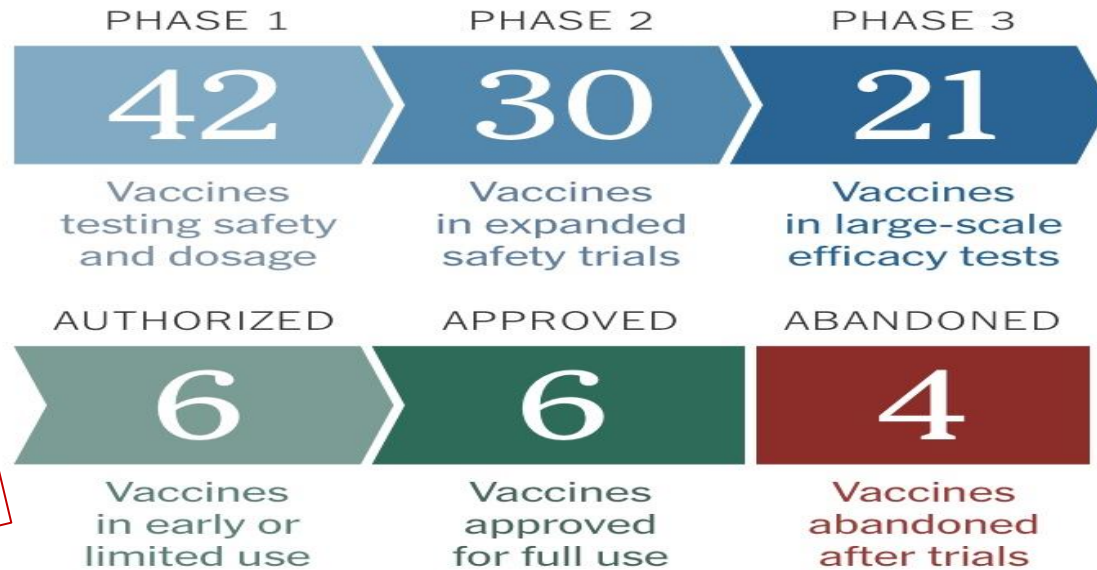 PHASE 1 PHASE 2 PHASE 3
42 30 21
Vaccines Vaccines Vaccines
testing safety in expanded in large-scale
and dosage safety trials efficacy tests
AUTHORIZED APPROVED ABANDONED
6 6 4
Vaccines Vaccines Vaccines
in early or approved abandoned
limited use for full use after trials